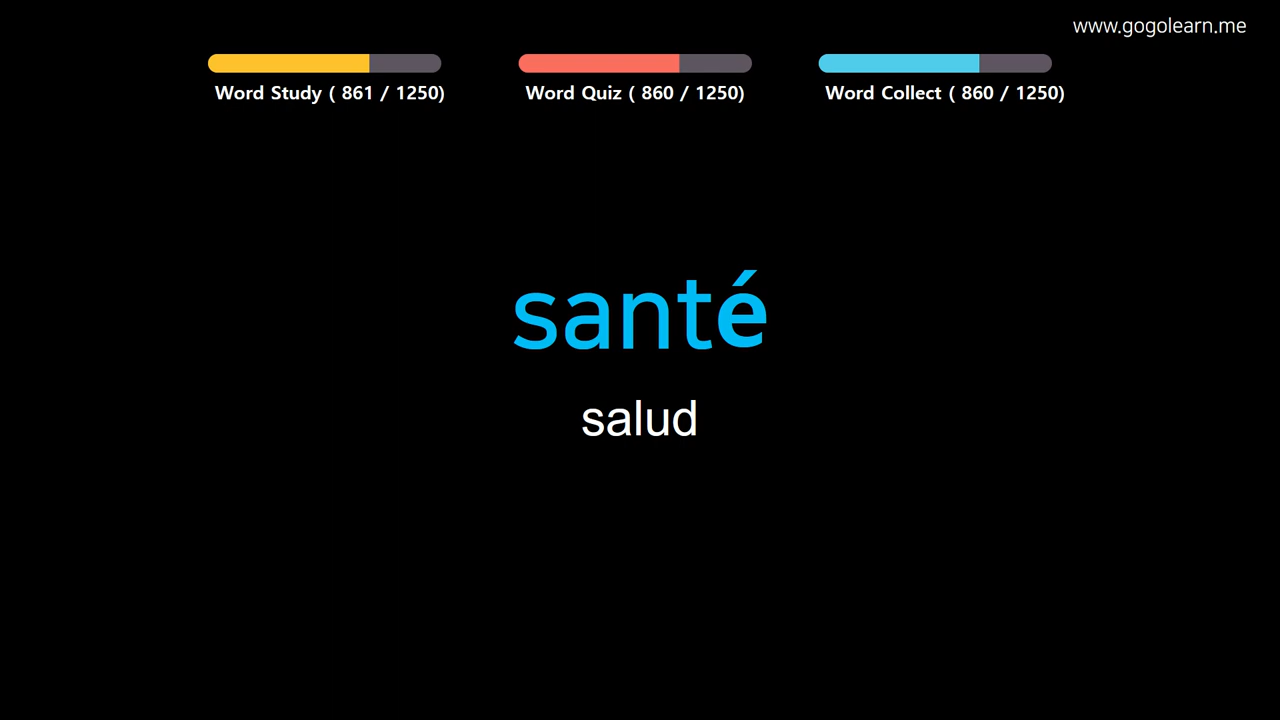 www.gogolearn.me
Word Study ( 861 / 1250)
Word Quiz ( 860 / 1250)
Word Collect ( 860 / 1250)
santé
salud